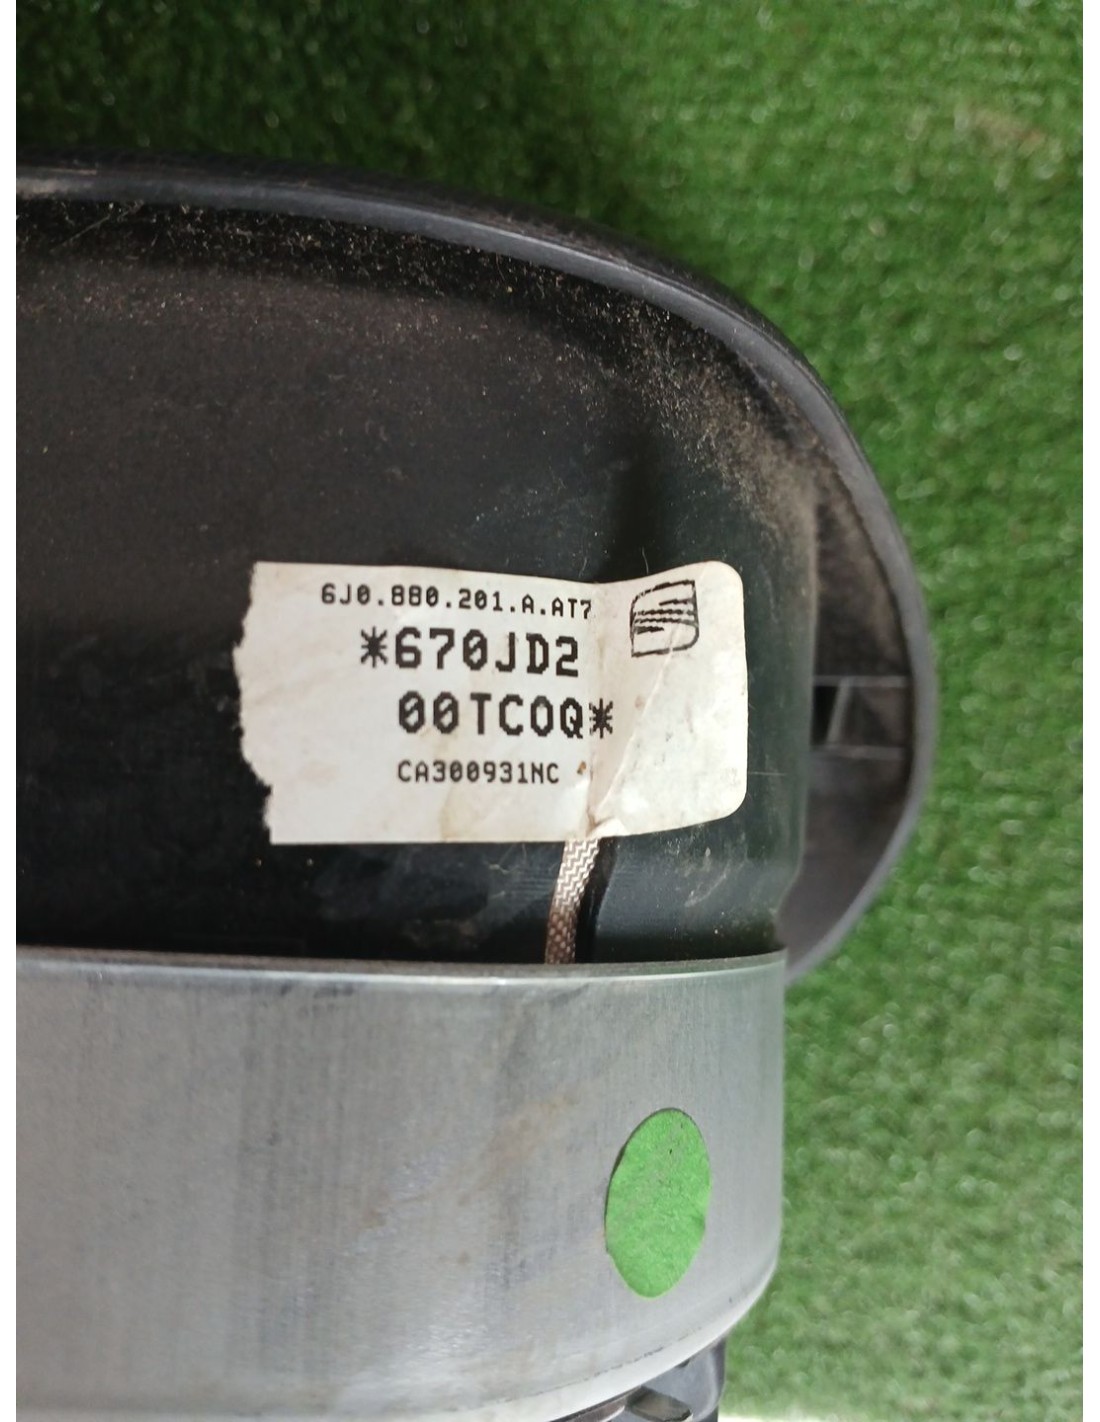 6J0.880.201.A.AT7
*670JD2
00TCOQ*
CA300931NC